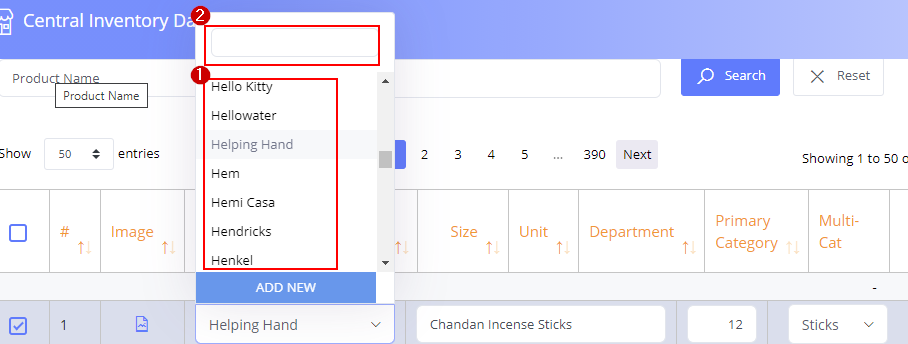 2
Central Inventory Da
1
Product Name
Search
Reset
Product Name
Hello Kitty
Hellowater
Helping Hand
Hem
Hemi Casa
Hendricks
Henkel
ADD NEW
Show 50 entries
2 3 4 5 ... 390 Next
Showing 1 to 50 o
# Image Size Unit Department Primary Category Multi-Cat
-
1 Helping Hand Chandan Incense Sticks 12 Sticks